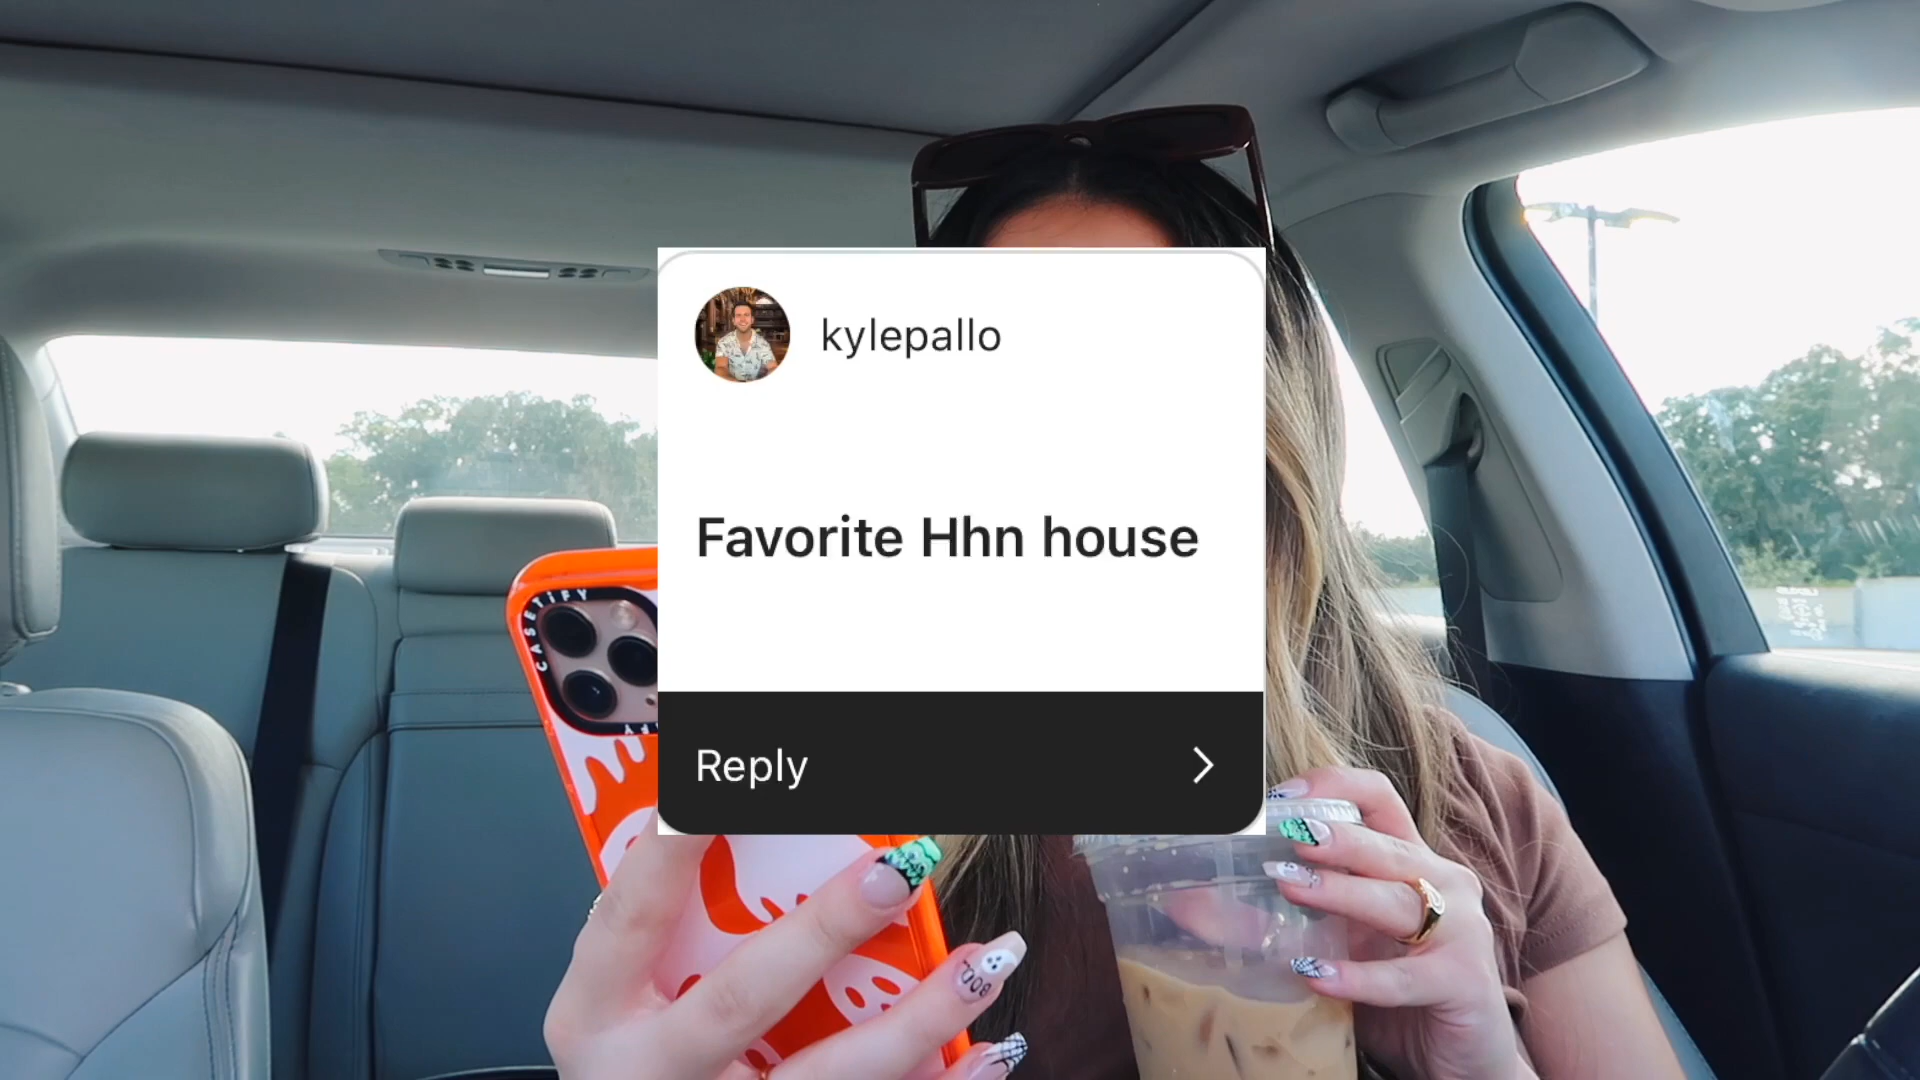 kylepallo
Favorite Hhn house
CASETiFY
Reply
BOO